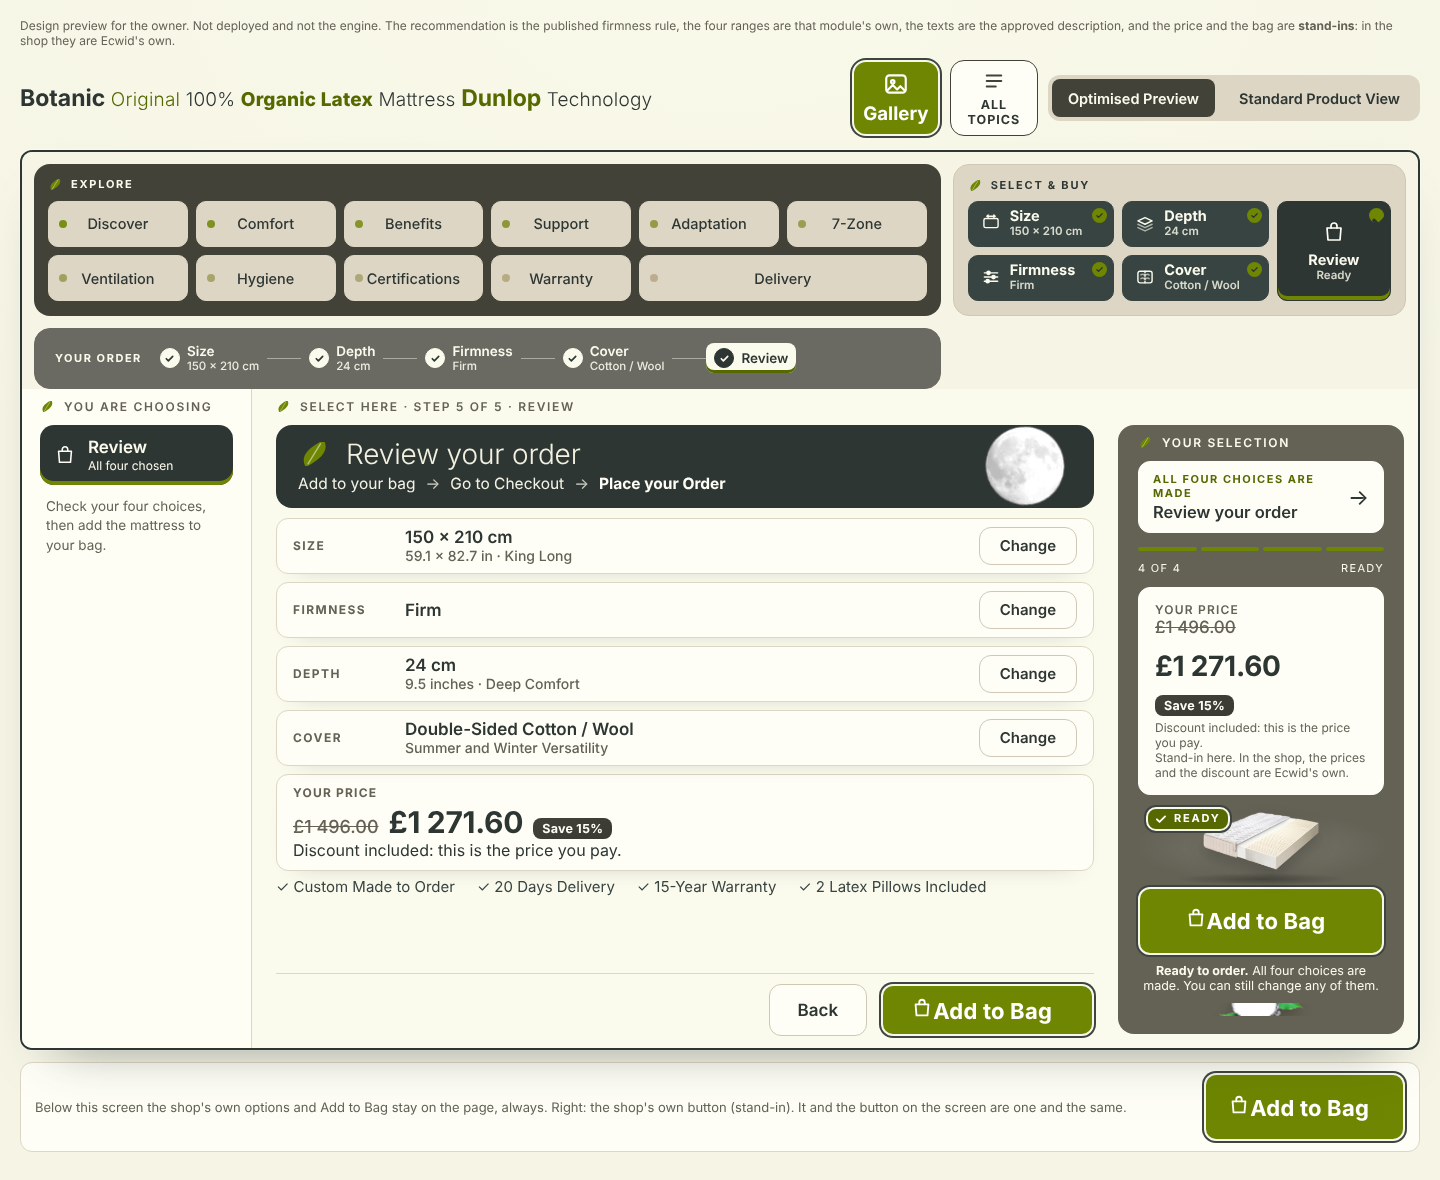 Design preview for the owner. Not deployed and not the engine. The recommendation is the published firmness rule, the four ranges are that module's own, the texts are the approved description, and the price and the bag are stand-ins: in the
shop they are Ecwid's own.
Botanic Original 100% Organic Latex Mattress Dunlop Technology
Gallery
ALL
TOPICS
Optimised Preview
Standard Product View
EXPLORE
Discover
Comfort
Benefits
Support
Adaptation
7-Zone
Ventilation
Hygiene
Certifications
Warranty
Delivery
SELECT & BUY
Size
150 × 210 cm
Depth
24 cm
Firmness
Firm
Cover
Cotton / Wool
Review
Ready
YOUR ORDER
Size
150 × 210 cm
Depth
24 cm
Firmness
Firm
Cover
Cotton / Wool
Review
YOU ARE CHOOSING
Review
All four chosen
Check your four choices,
then add the mattress to
your bag.
SELECT HERE · STEP 5 OF 5 · REVIEW
Review your order
Add to your bag → Go to Checkout → Place your Order
SIZE
150 × 210 cm
59.1 × 82.7 in · King Long
Change
FIRMNESS
Firm
Change
DEPTH
24 cm
9.5 inches · Deep Comfort
Change
COVER
Double-Sided Cotton / Wool
Summer and Winter Versatility
Change
YOUR PRICE
£1 496.00 £1 271.60 Save 15%
Discount included: this is the price you pay.
✓ Custom Made to Order ✓ 20 Days Delivery ✓ 15-Year Warranty ✓ 2 Latex Pillows Included
Back
Add to Bag
YOUR SELECTION
ALL FOUR CHOICES ARE
MADE
Review your order
→
4 OF 4
READY
YOUR PRICE
£1 496.00
£1 271.60
Save 15%
Discount included: this is the price
you pay.
Stand-in here. In the shop, the prices
and the discount are Ecwid's own.
✓ READY
Add to Bag
Ready to order. All four choices are
made. You can still change any of them.
Below this screen the shop's own options and Add to Bag stay on the page, always. Right: the shop's own button (stand-in). It and the button on the screen are one and the same.
Add to Bag